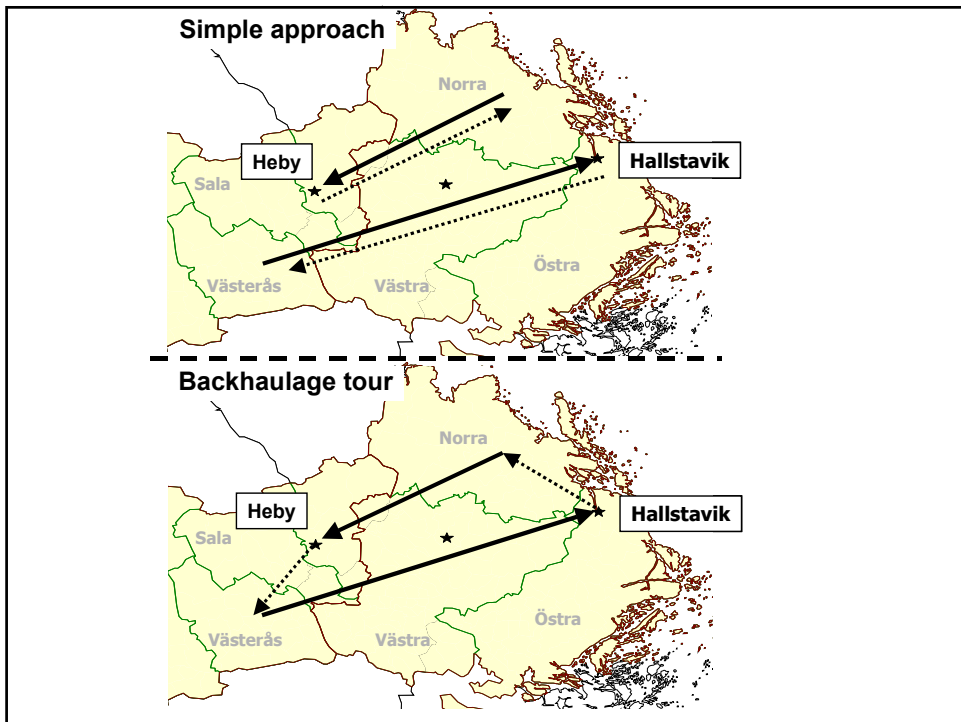 Simple approach
Norra
Heby
Hallstavik
Sala
Östra
Västerås
Västra
Backhaulage tour
Norra
Heby
Hallstavik
Sala
Östra
Västerås
Västra